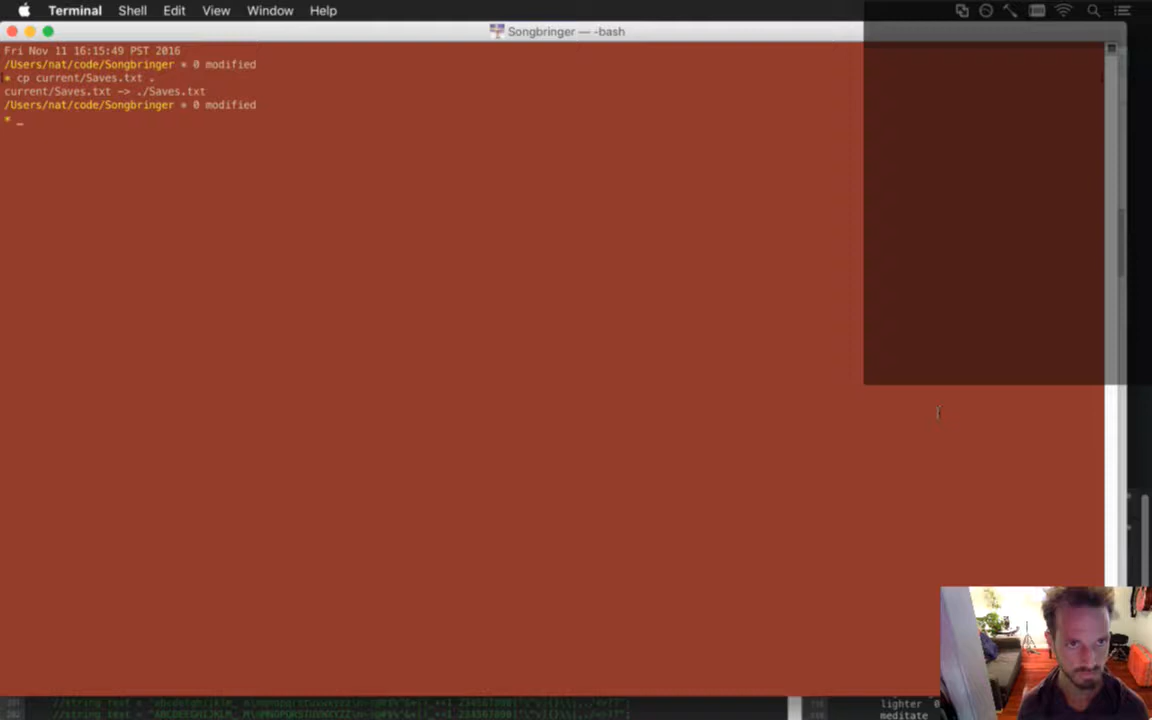 Terminal Shell Edit View Window Help
Songbringer — -bash
Fri Nov 11 16:15:49 PST 2016
/Users/nat/code/Songbringer * 0 modified
* cp current/Saves.txt .
current/Saves.txt -> ./Saves.txt
/Users/nat/code/Songbringer * 0 modified
* _
lighter 0
meditate